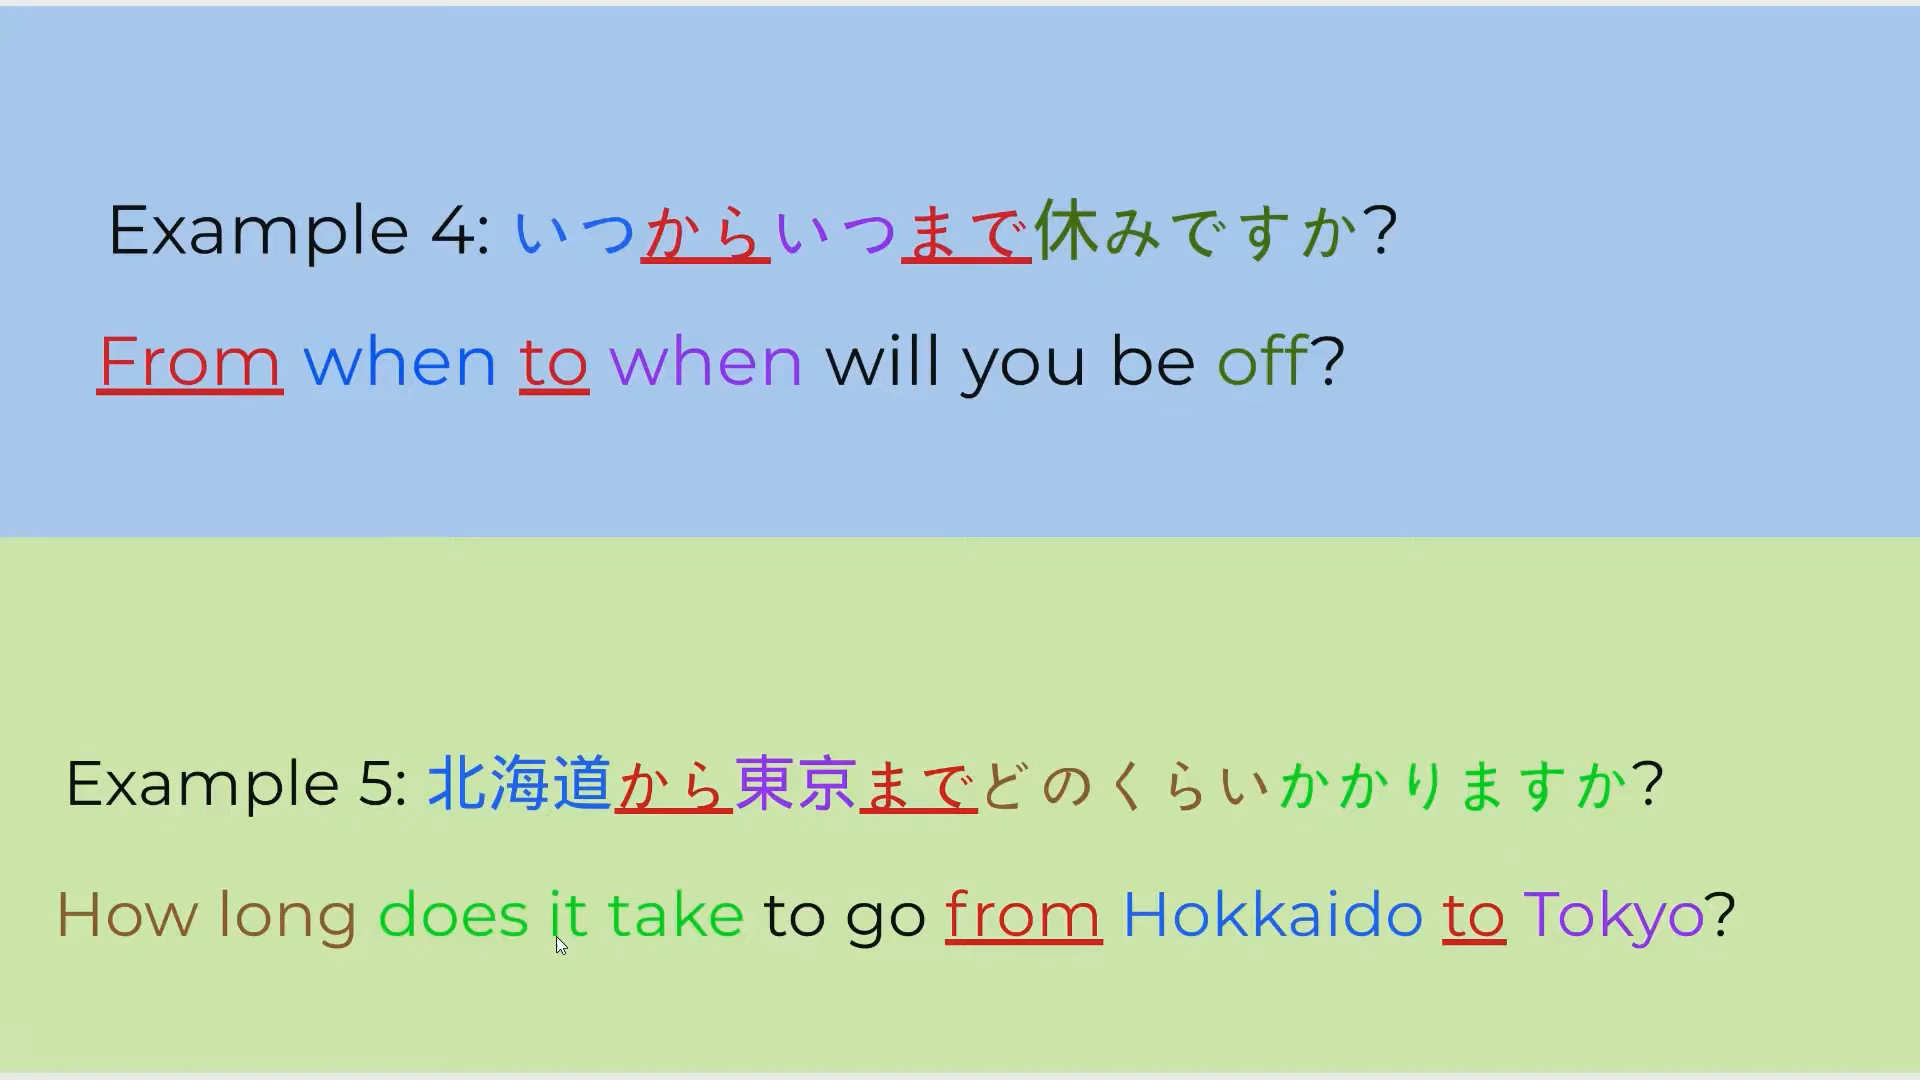 Example 4: いつからいつまで休みですか?
From when to when will you be off?
Example 5: 北海道から東京までどのくらいかかりますか?
How long does it take to go from Hokkaido to Tokyo?